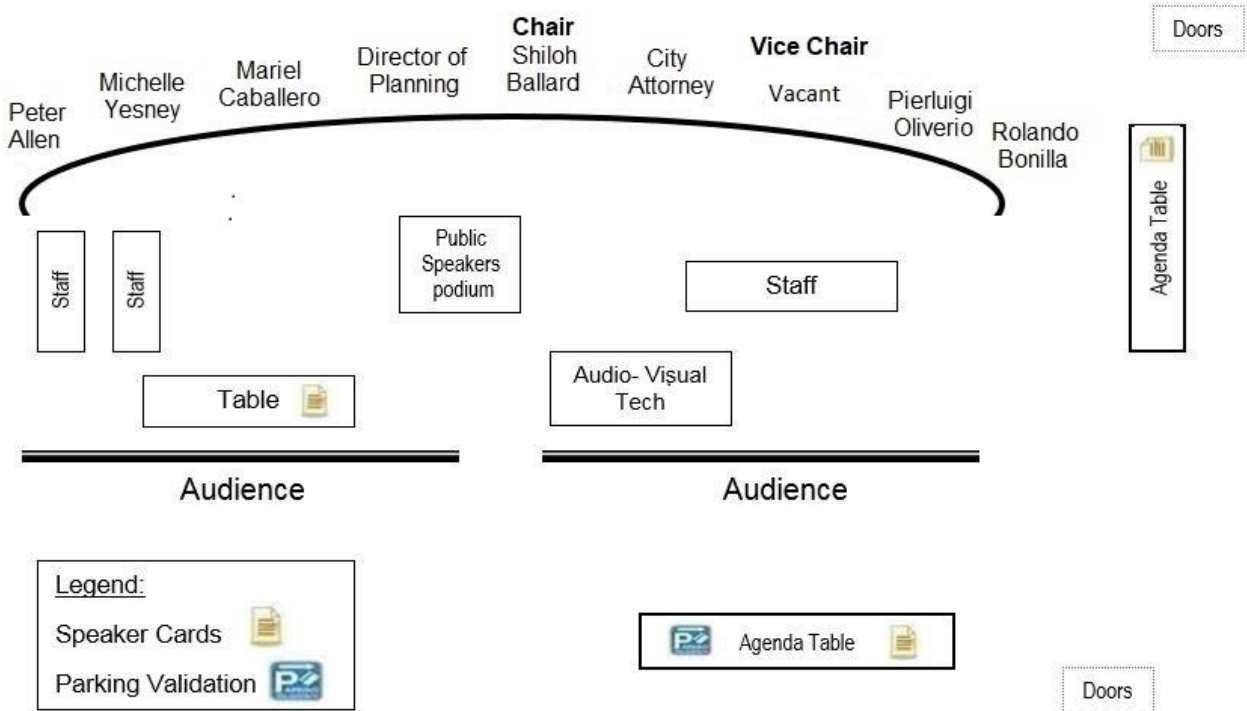 Chair
Shiloh
Ballard
Vice Chair
Vacant
Doors
Peter
Allen
Michelle
Yesney
Mariel
Caballero
Director of
Planning
City
Attorney
Pierluigi
Oliverio
Rolando
Bonilla
Agenda Table
Staff
Staff
Public
Speakers
podium
Staff
Table
Audio- Visual
Tech
Audience
Audience
Legend:
Speaker Cards
Parking Validation
Agenda Table
Doors